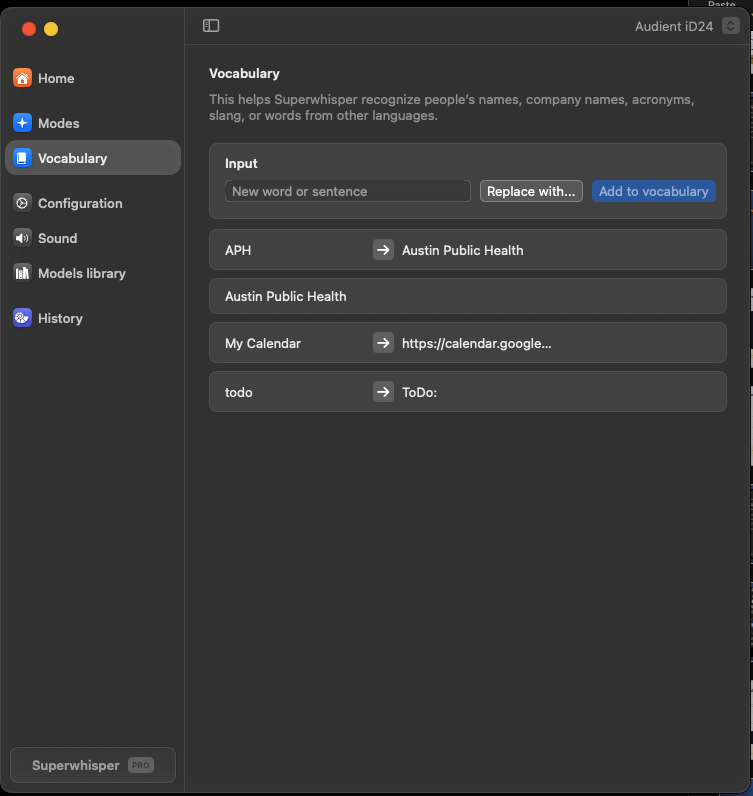 Paste
Audient iD24
Home
Modes
Vocabulary
Configuration
Sound
Models library
History
Superwhisper PRO
Vocabulary
This helps Superwhisper recognize people's names, company names, acronyms,
slang, or words from other languages.
Input
New word or sentence Replace with... Add to vocabulary
APH → Austin Public Health
Austin Public Health
My Calendar → https://calendar.google...
todo → ToDo: